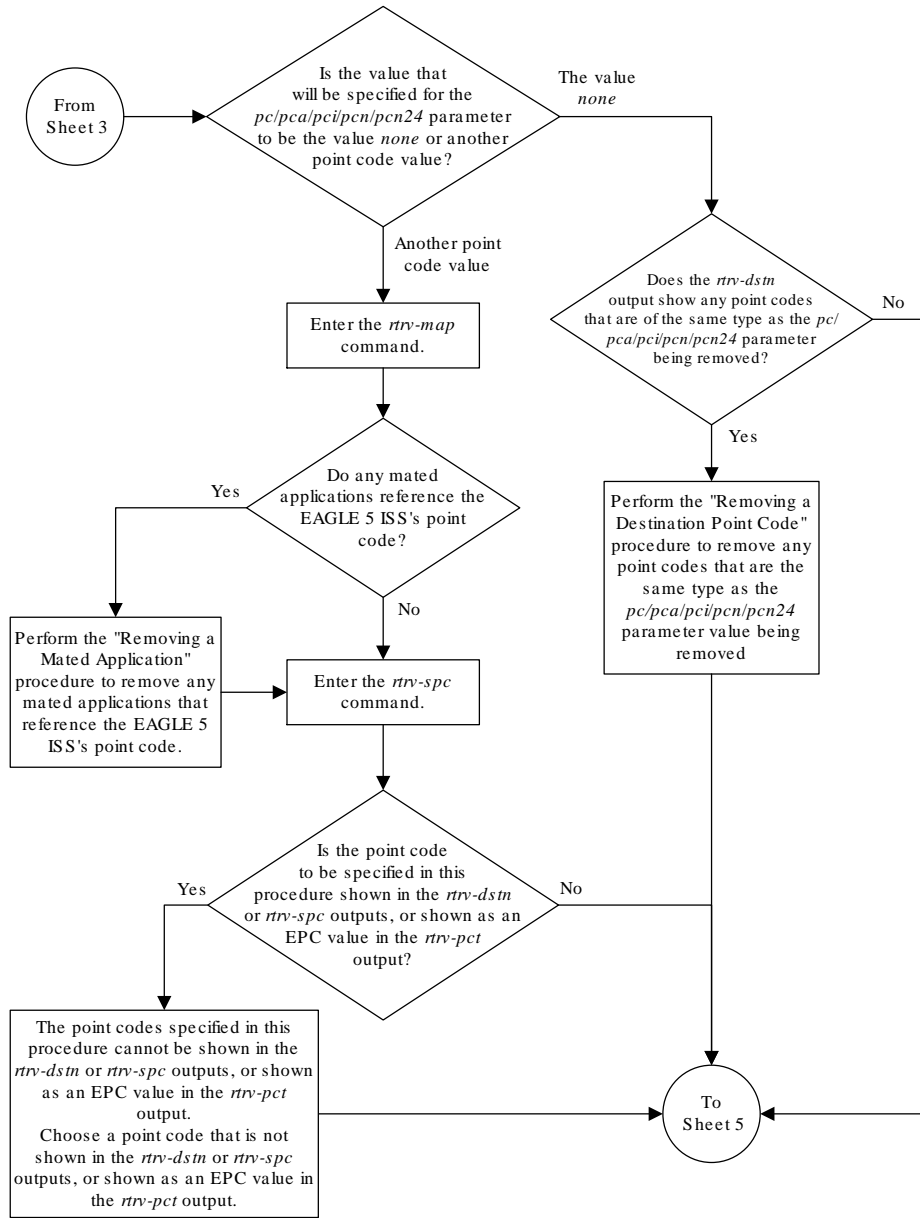 From
Sheet 3
Is the value that
will be specified for the
pc/pca/pci/pcn/pcn24 parameter
to be the value none or another
point code value?
The value
none
Another point
code value
Does the rtrv-dstn
output show any point codes
that are of the same type as the pc/
pca/pci/pcn/pcn24 parameter
being removed?
No
Yes
Enter the rtrv-map
command.
Do any mated
applications reference the
EAGLE 5 ISS's point
code?
Yes
No
Perform the "Removing a
Destination Point Code"
procedure to remove any
point codes that are the
same type as the
pc/pca/pci/pcn/pcn24
parameter value being
removed
Perform the "Removing a
Mated Application"
procedure to remove any
mated applications that
reference the EAGLE 5
ISS's point code.
Enter the rtrv-spc
command.
Is the point code
to be specified in this
procedure shown in the rtrv-dstn
or rtrv-spc outputs, or shown as an
EPC value in the rtrv-pct
output?
Yes
No
The point codes specified in this
procedure cannot be shown in the
rtrv-dstn or rtrv-spc outputs, or shown
as an EPC value in the rtrv-pct
output.
Choose a point code that is not
shown in the rtrv-dstn or rtrv-spc
outputs, or shown as an EPC value in
the rtrv-pct output.
To
Sheet 5